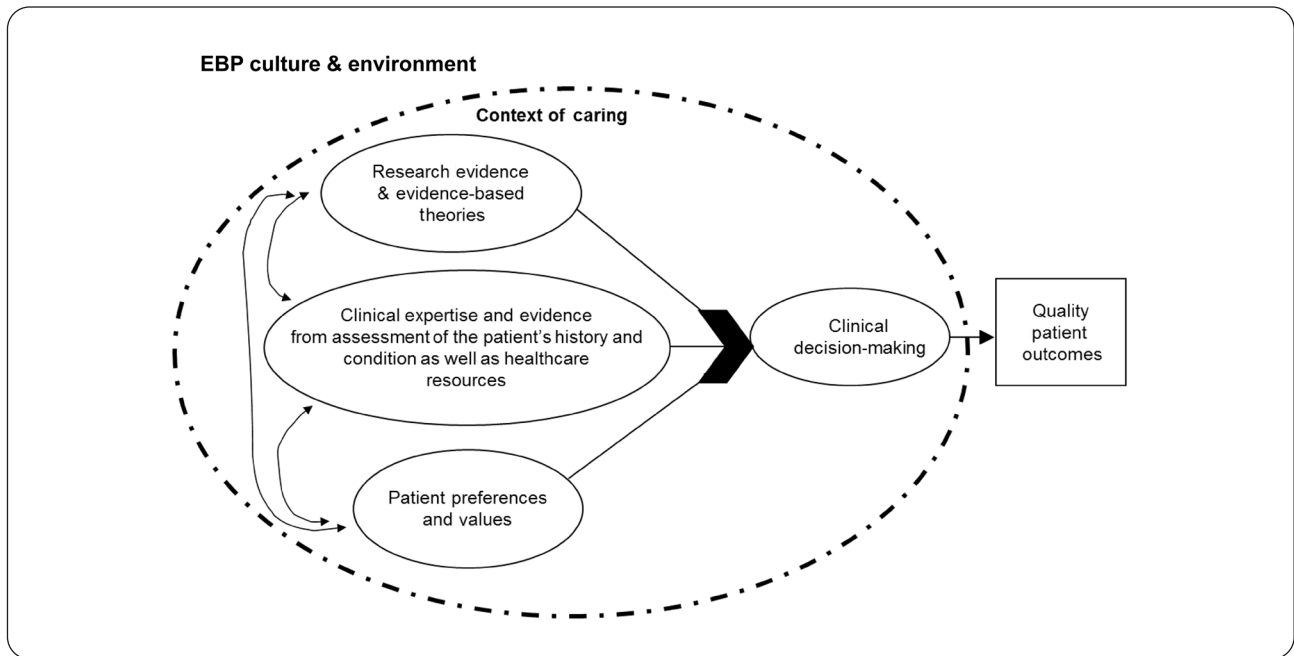 EBP culture & environment
Context of caring
Research evidence
& evidence-based
theories
Clinical expertise and evidence
from assessment of the patient's history and
condition as well as healthcare
resources
Patient preferences
and values
Clinical
decision-making
Quality
patient
outcomes